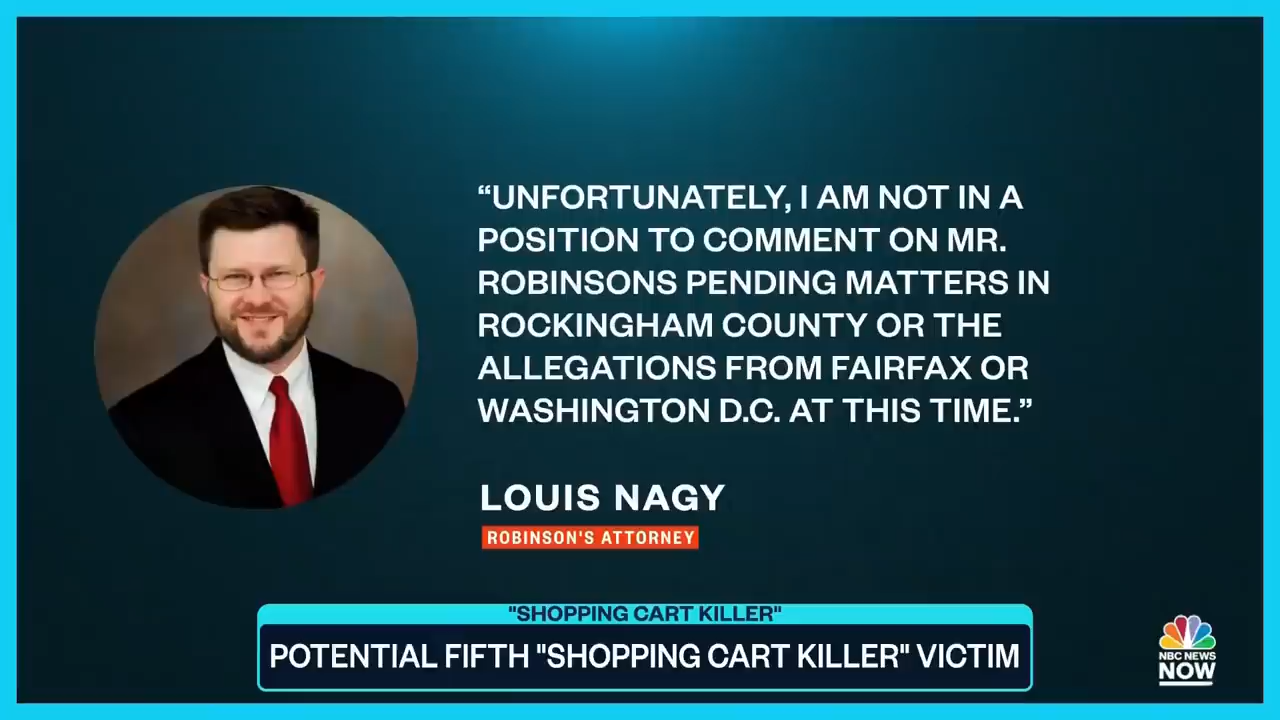 “UNFORTUNATELY, I AM NOT IN A
POSITION TO COMMENT ON MR.
ROBINSONS PENDING MATTERS IN
ROCKINGHAM COUNTY OR THE
ALLEGATIONS FROM FAIRFAX OR
WASHINGTON D.C. AT THIS TIME.”
LOUIS NAGY
ROBINSON'S ATTORNEY
"SHOPPING CART KILLER"
POTENTIAL FIFTH "SHOPPING CART KILLER" VICTIM
NBC NEWS
NOW